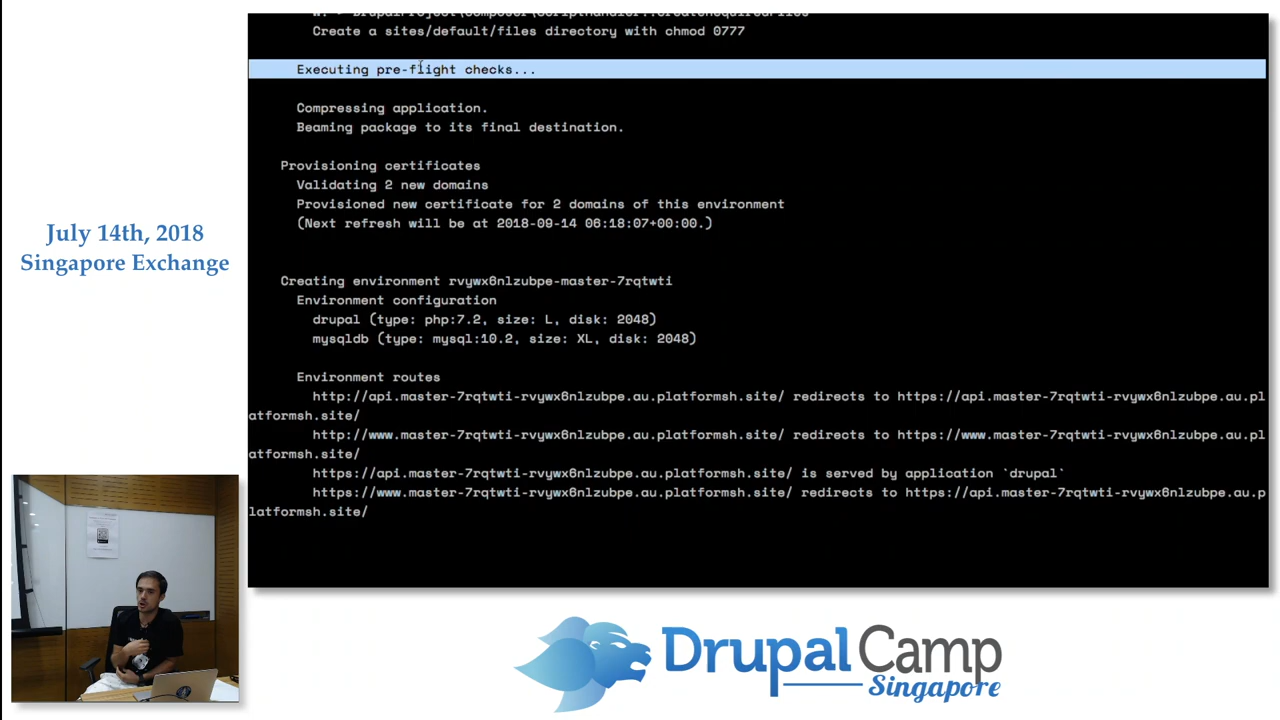 Create a sites/default/files directory with chmod 0777
Executing pre-flight checks...
Compressing application.
Beaming package to its final destination.
Provisioning certificates
Validating 2 new domains
Provisioned new certificate for 2 domains of this environment
(Next refresh will be at 2018-09-14 06:18:07+00:00.)
Creating environment rvywx6nlzubpe-master-7rqtwti
Environment configuration
drupal (type: php:7.2, size: L, disk: 2048)
mysqldb (type: mysql:10.2, size: XL, disk: 2048)
Environment routes
http://api.master-7rqtwti-rvywx6nlzubpe.au.platformsh.site/ redirects to https://api.master-7rqtwti-rvywx6nlzubpe.au.pl
atformsh.site/
http://www.master-7rqtwti-rvywx6nlzubpe.au.platformsh.site/ redirects to https://www.master-7rqtwti-rvywx6nlzubpe.au.pl
atformsh.site/
https://api.master-7rqtwti-rvywx6nlzubpe.au.platformsh.site/ is served by application `drupal`
https://www.master-7rqtwti-rvywx6nlzubpe.au.platformsh.site/ redirects to https://api.master-7rqtwti-rvywx6nlzubpe.au.p
latformsh.site/
July 14th, 2018
Singapore Exchange
DrupalCamp
Singapore